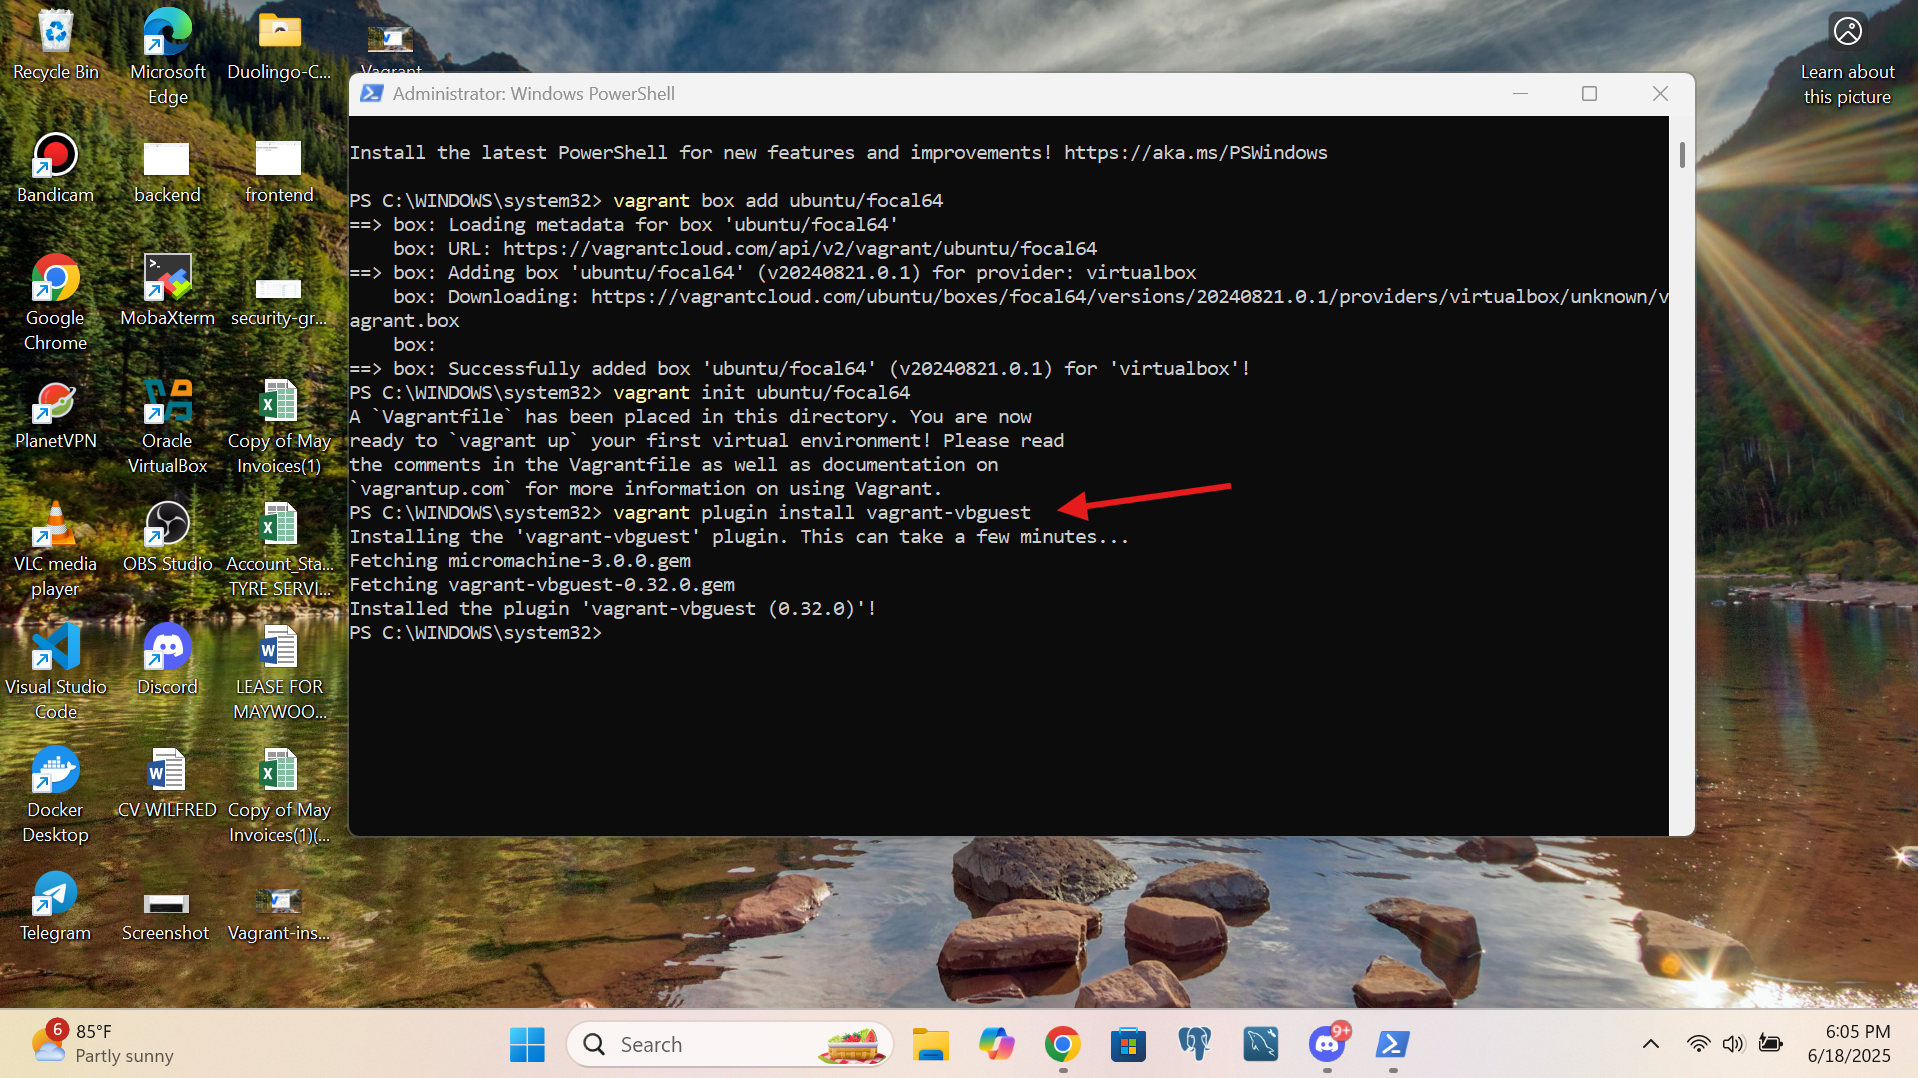 Recycle Bin
Microsoft
Edge
Duolingo-C...
Vagrant
Learn about
this picture
Bandicam
backend
frontend
Google
Chrome
MobaXterm
security-gr...
PlanetVPN
Oracle
VirtualBox
Copy of May
Invoices(1)
VLC media
player
OBS Studio
Account_Sta...
TYRE SERVI...
Visual Studio
Code
Discord
LEASE FOR
MAYWOO...
Docker
Desktop
CV WILFRED
Copy of May
Invoices(1)(...
Telegram
Screenshot
Vagrant-ins...
Administrator: Windows PowerShell
Install the latest PowerShell for new features and improvements! https://aka.ms/PSWindows
PS C:\WINDOWS\system32> vagrant box add ubuntu/focal64
==> box: Loading metadata for box 'ubuntu/focal64'
box: URL: https://vagrantcloud.com/api/v2/vagrant/ubuntu/focal64
==> box: Adding box 'ubuntu/focal64' (v20240821.0.1) for provider: virtualbox
box: Downloading: https://vagrantcloud.com/ubuntu/boxes/focal64/versions/20240821.0.1/providers/virtualbox/unknown/v
agrant.box
box:
==> box: Successfully added box 'ubuntu/focal64' (v20240821.0.1) for 'virtualbox'!
PS C:\WINDOWS\system32> vagrant init ubuntu/focal64
A `Vagrantfile` has been placed in this directory. You are now
ready to `vagrant up` your first virtual environment! Please read
the comments in the Vagrantfile as well as documentation on
`vagrantup.com` for more information on using Vagrant.
PS C:\WINDOWS\system32> vagrant plugin install vagrant-vbguest
Installing the 'vagrant-vbguest' plugin. This can take a few minutes...
Fetching micromachine-3.0.0.gem
Fetching vagrant-vbguest-0.32.0.gem
Installed the plugin 'vagrant-vbguest (0.32.0)'!
PS C:\WINDOWS\system32>
6
85°F
Partly sunny
Search
9+
6:05 PM
6/18/2025